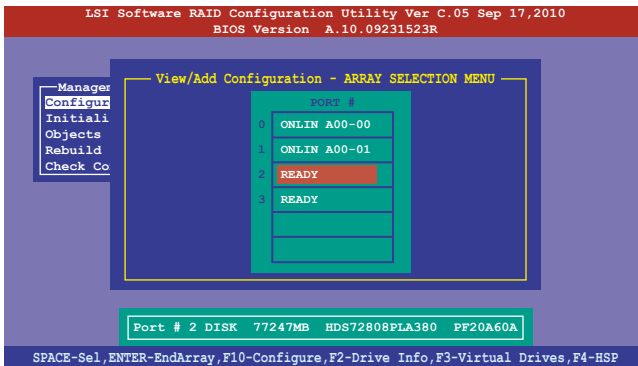 LSI Software RAID Configuration Utility Ver C.05 Sep 17,2010
BIOS Version A.10.09231523R
View/Add Configuration - ARRAY SELECTION MENU
Managem
Configur
Initiali
Objects
Rebuild
Check Co
PORT #
0 ONLIN A00-00
1 ONLIN A00-01
2 READY
3 READY
Port # 2 DISK 77247MB HDS72808PLA380 PF20A60A
SPACE-Sel,ENTER-EndArray,F10-Configure,F2-Drive Info,F3-Virtual Drives,F4-HSP